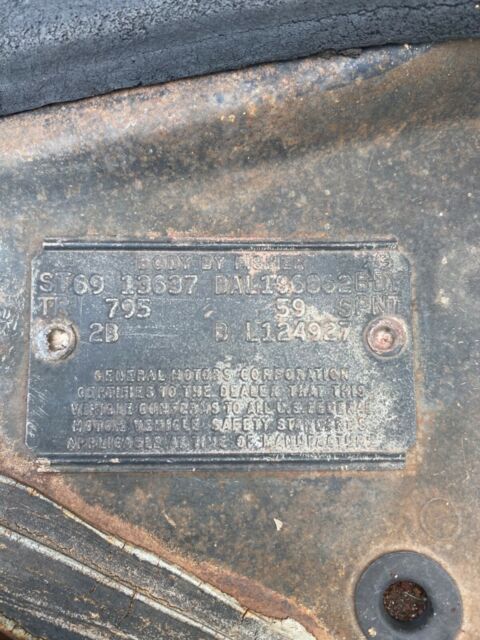 BODY BY FISHER
ST69 13637 DAL136862BDY
TR 795 59 SPNT
2B D L124927
GENERAL MOTORS CORPORATION
CERTIFIES TO THE DEALER THAT THIS
VEHICLE CONFORMS TO ALL U.S. FEDERAL
MOTOR VEHICLE SAFETY STANDARDS
APPLICABLE AT TIME OF MANUFACTURE